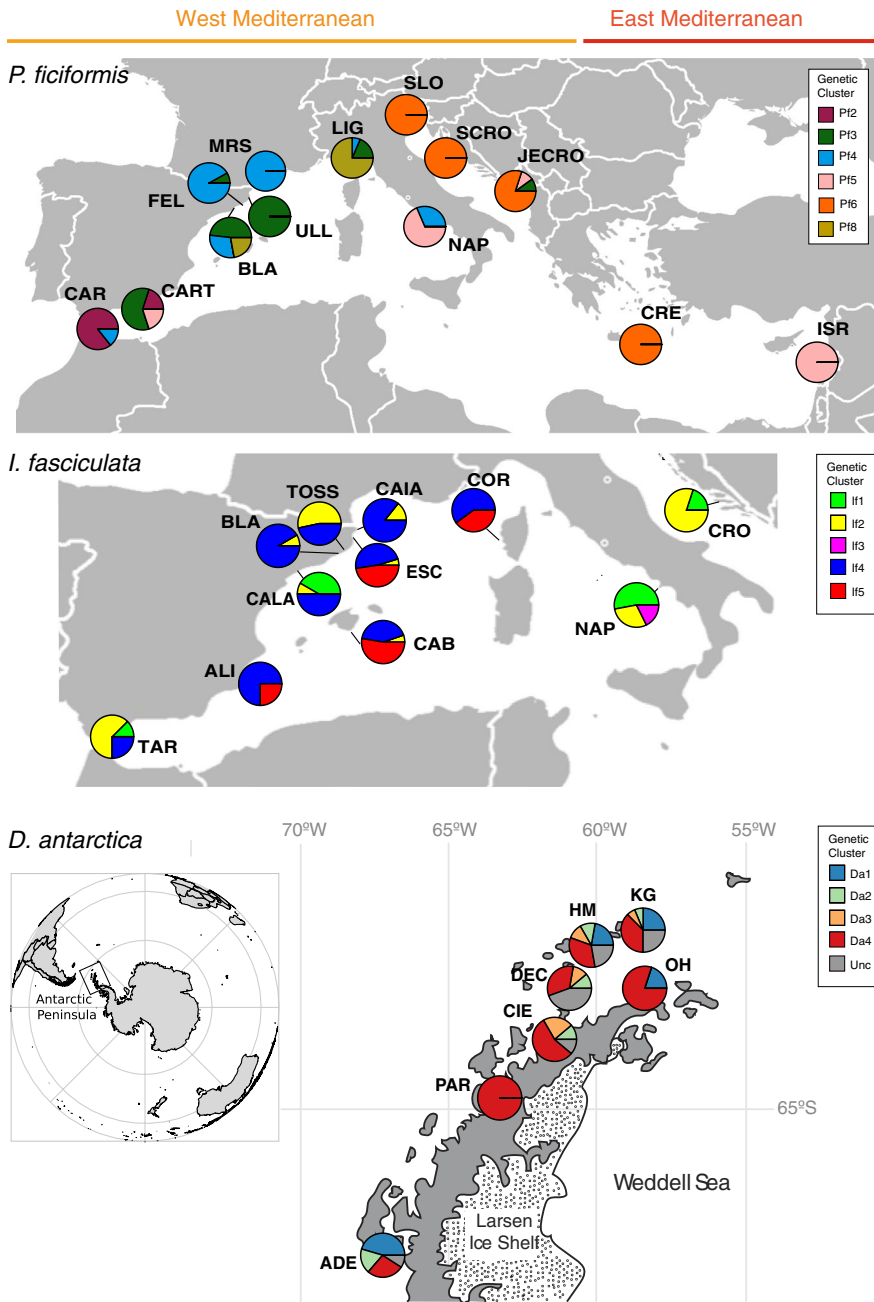 West Mediterranean
East Mediterranean
P. ficiformis
Genetic
Cluster
Pf2
Pf3
Pf4
Pf5
Pf6
Pf8
SLO
LIG
MRS
SCRO
JECRO
FEL
ULL
NAP
BLA
CART
CAR
CRE
ISR
I. fasciculata
Genetic
Cluster
If1
If2
If3
If4
If5
TOSS
CAIA
COR
BLA
CRO
ESC
CALA
NAP
CAB
ALI
TAR
D. antarctica
70ºW
65ºW
60ºW
55ºW
Genetic
Cluster
Da1
Da2
Da3
Da4
Unc
KG
HM
OH
DEC
CIE
Antarctic
Peninsula
PAR
65ºS
Weddell Sea
Larsen
Ice Shelf
ADE